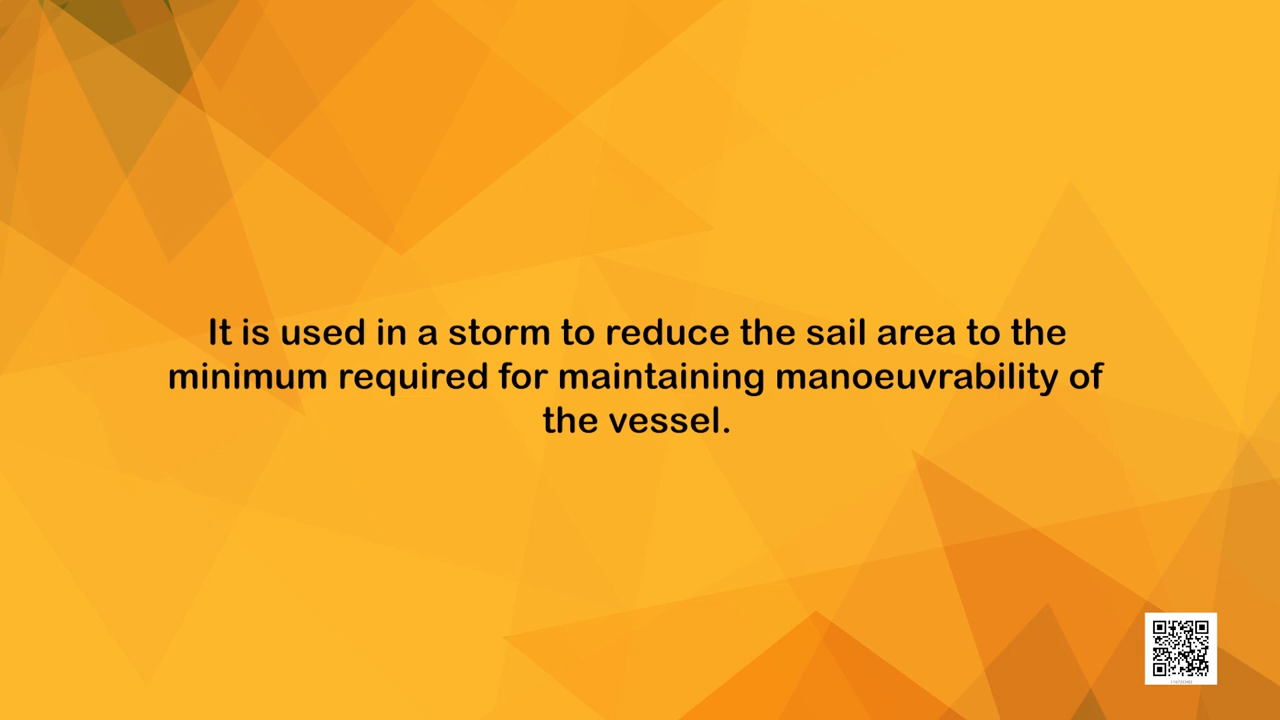 It is used in a storm to reduce the sail area to the
minimum required for maintaining manoeuvrability of
the vessel.